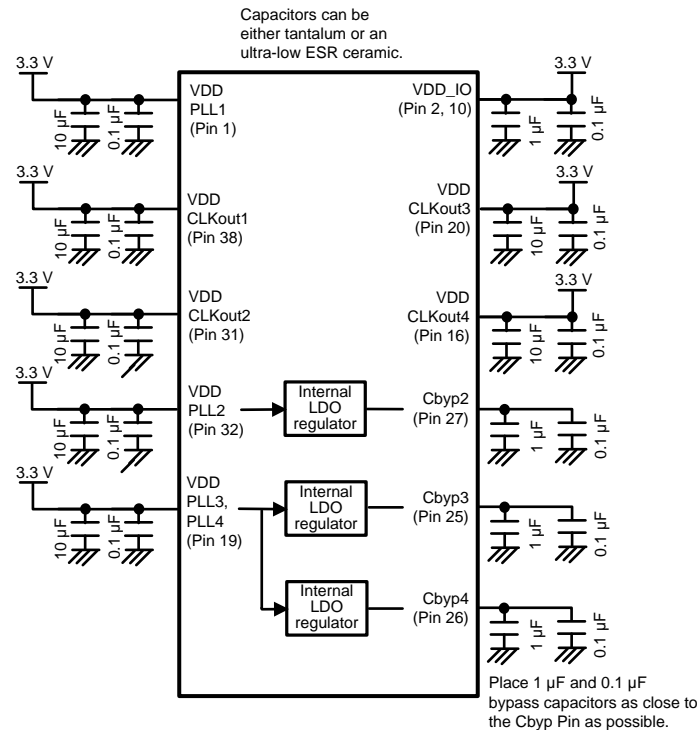 Capacitors can be
either tantalum or an
ultra-low ESR ceramic.
3.3 V
10 µF
0.1 µF
VDD
PLL1
(Pin 1)
3.3 V
10 µF
0.1 µF
VDD
CLKout1
(Pin 38)
3.3 V
10 µF
0.1 µF
VDD
CLKout2
(Pin 31)
3.3 V
10 µF
0.1 µF
VDD
PLL2
(Pin 32)
3.3 V
10 µF
0.1 µF
VDD
PLL3,
PLL4
(Pin 19)
Internal
LDO
regulator
Internal
LDO
regulator
Internal
LDO
regulator
VDD_IO
(Pin 2, 10)
3.3 V
1 µF
0.1 µF
VDD
CLKout3
(Pin 20)
3.3 V
10 µF
0.1 µF
VDD
CLKout4
(Pin 16)
3.3 V
10 µF
0.1 µF
Cbyp2
(Pin 27)
1 µF
0.1 µF
Cbyp3
(Pin 25)
1 µF
0.1 µF
Cbyp4
(Pin 26)
1 µF
0.1 µF
Place 1 µF and 0.1 µF
bypass capacitors as close to
the Cbyp Pin as possible.